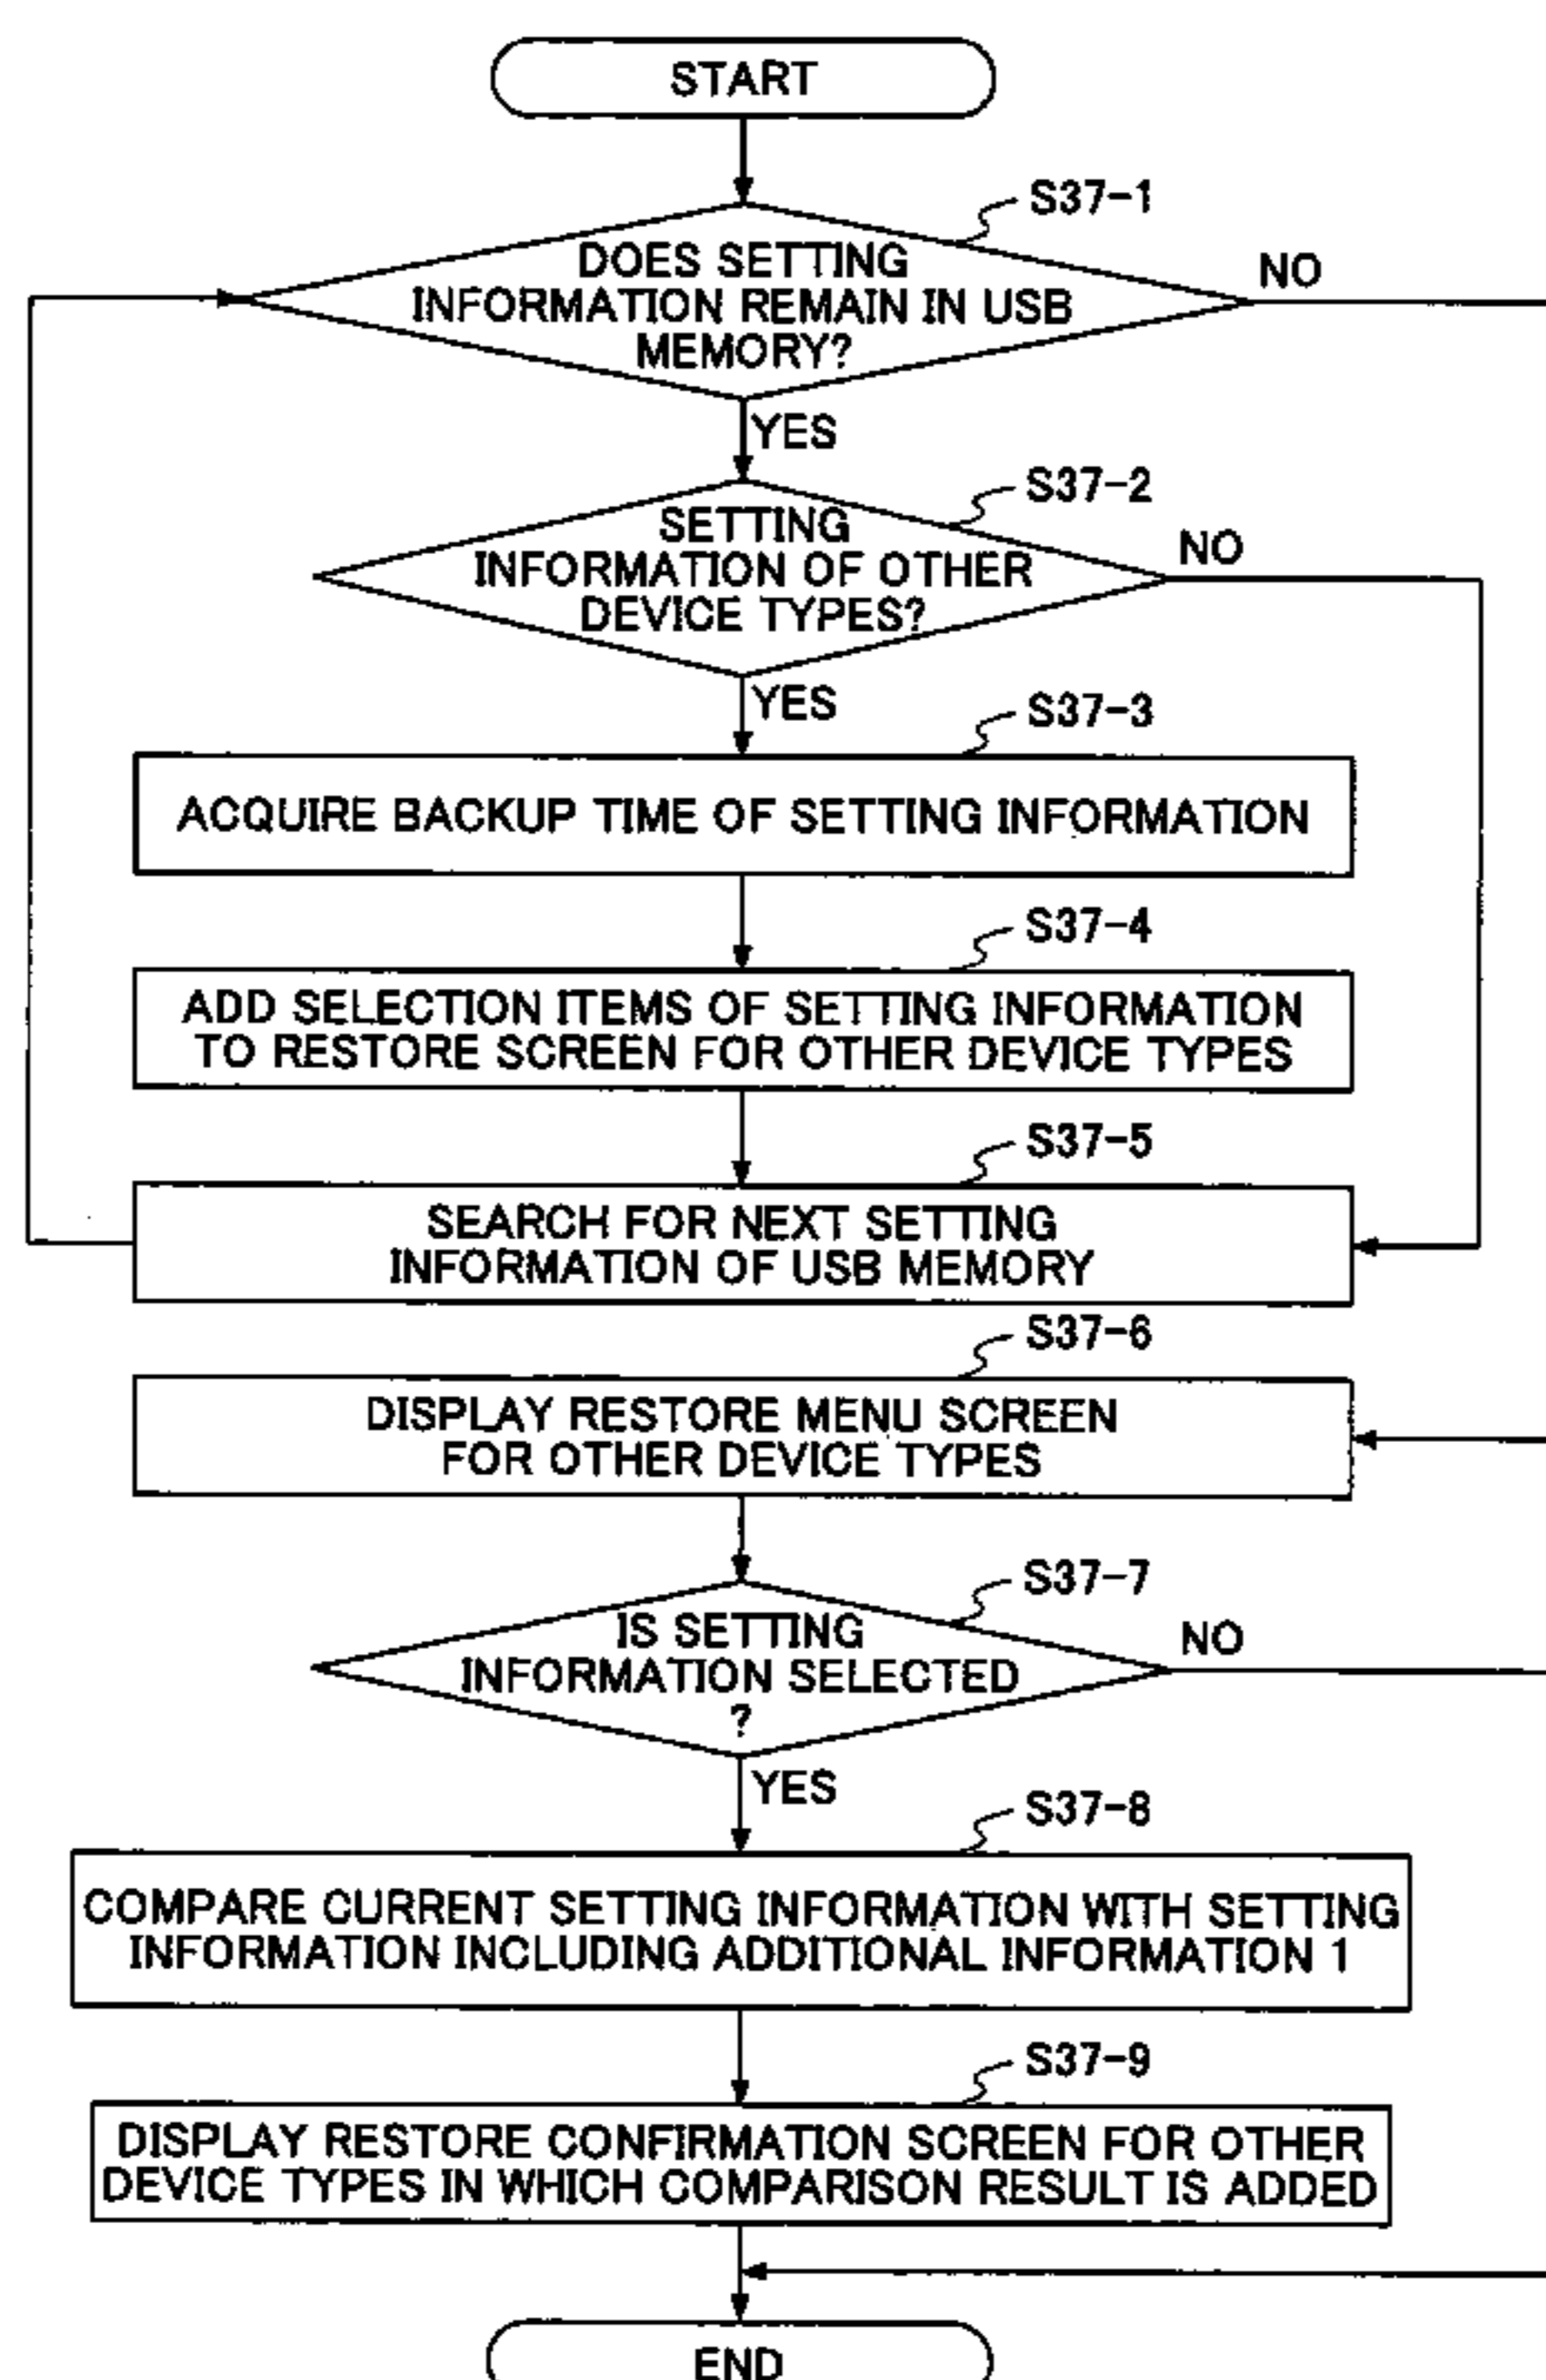 START
S37-1
DOES SETTING
INFORMATION REMAIN IN USB
MEMORY?
NO
YES
S37-2
SETTING
INFORMATION OF OTHER
DEVICE TYPES?
NO
YES
S37-3
ACQUIRE BACKUP TIME OF SETTING INFORMATION
S37-4
ADD SELECTION ITEMS OF SETTING INFORMATION
TO RESTORE SCREEN FOR OTHER DEVICE TYPES
S37-5
SEARCH FOR NEXT SETTING
INFORMATION OF USB MEMORY
S37-6
DISPLAY RESTORE MENU SCREEN
FOR OTHER DEVICE TYPES
S37-7
IS SETTING
INFORMATION SELECTED
?
NO
YES
S37-8
COMPARE CURRENT SETTING INFORMATION WITH SETTING
INFORMATION INCLUDING ADDITIONAL INFORMATION 1
S37-9
DISPLAY RESTORE CONFIRMATION SCREEN FOR OTHER
DEVICE TYPES IN WHICH COMPARISON RESULT IS ADDED
END